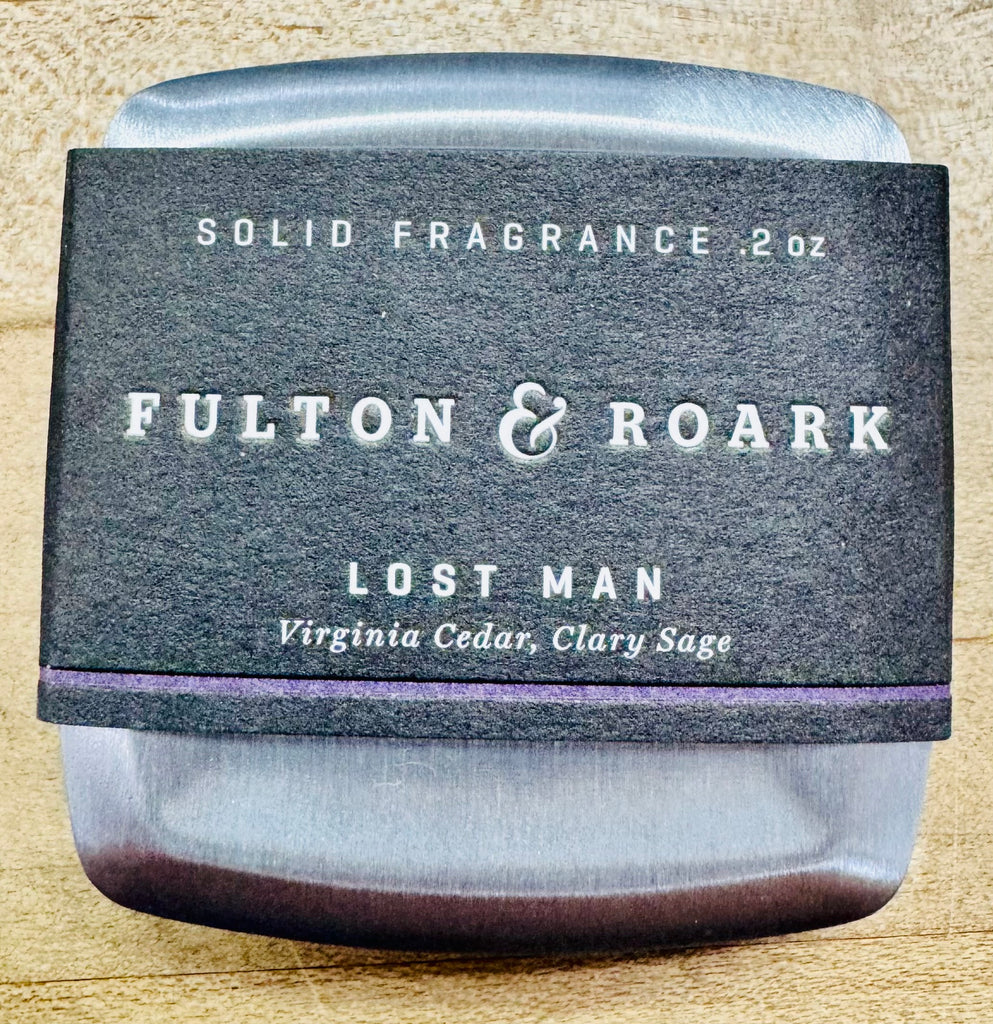 SOLID FRAGRANCE .2 oz
FULTON & ROARK
LOST MAN
Virginia Cedar, Clary Sage